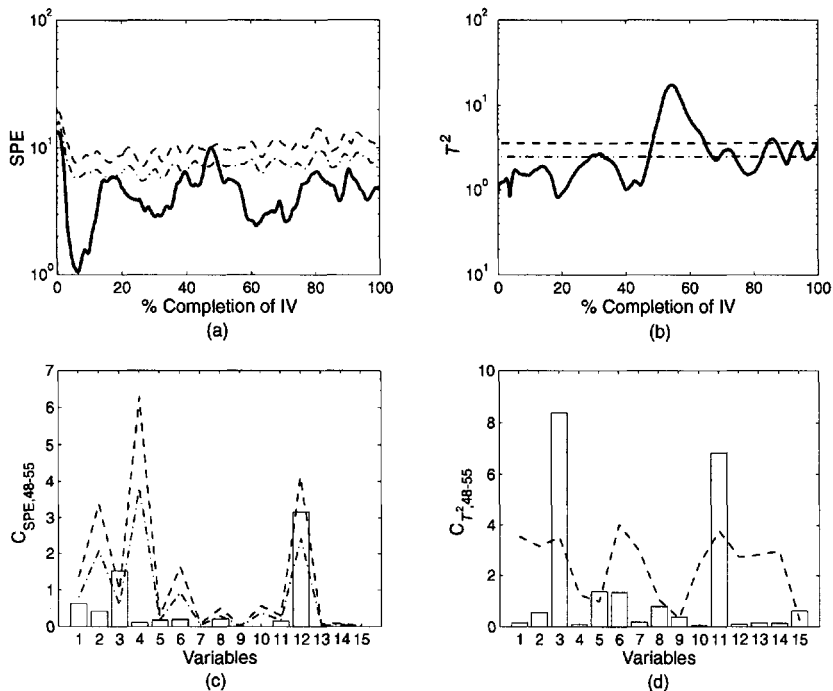 10²
SPE
10¹
10⁰
0 20 40 60 80 100
% Completion of IV
(a)
10²
T²
10¹
10⁰
10¹
0 20 40 60 80 100
% Completion of IV
(b)
7
6
5
4
3
2
1
0
C_SPE,48-55
1 2 3 4 5 6 7 8 9 10 11 12 13 14 15
Variables
(c)
10
8
6
4
2
0
C_T²,48-55
1 2 3 4 5 6 7 8 9 10 11 12 13 14 15
Variables
(d)